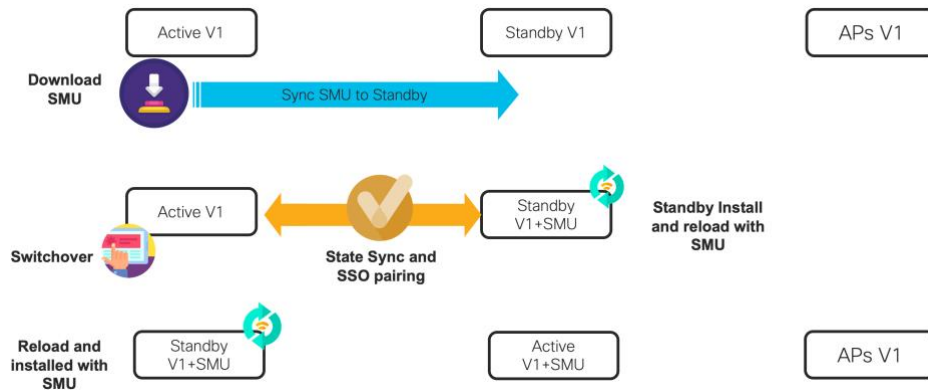 Active V1
Standby V1
APs V1
Download
SMU
Sync SMU to Standby
Active V1
Standby
V1+SMU
Standby Install
and reload with
SMU
Switchover
State Sync and
SSO pairing
Reload and
installed with
SMU
Standby
V1+SMU
Active
V1+SMU
APs V1